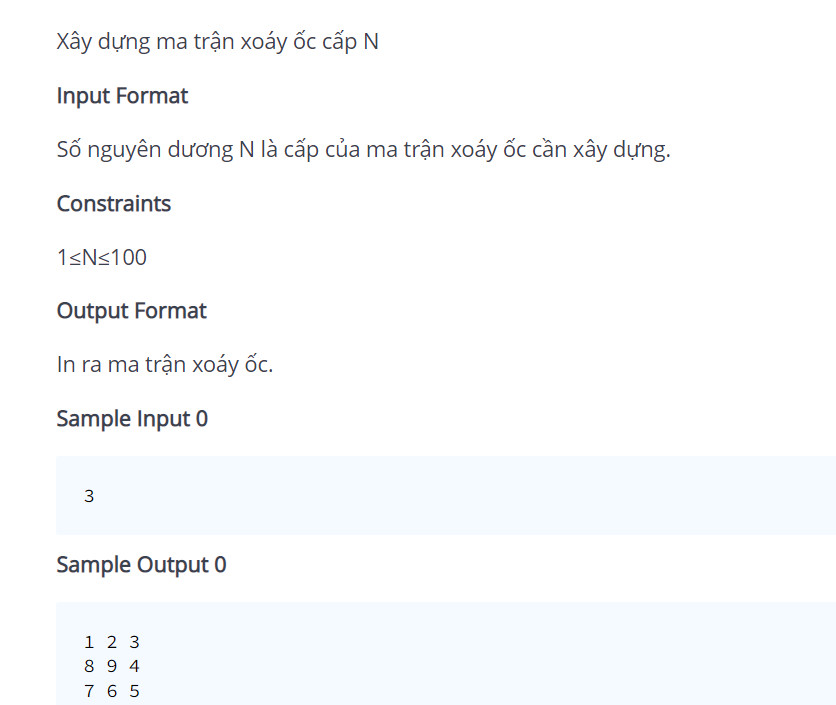 Xây dựng ma trận xoáy ốc cấp N
Input Format
Số nguyên dương N là cấp của ma trận xoáy ốc cần xây dựng.
Constraints
1≤N≤100
Output Format
In ra ma trận xoáy ốc.
Sample Input 0
3
Sample Output 0
1 2 3
8 9 4
7 6 5